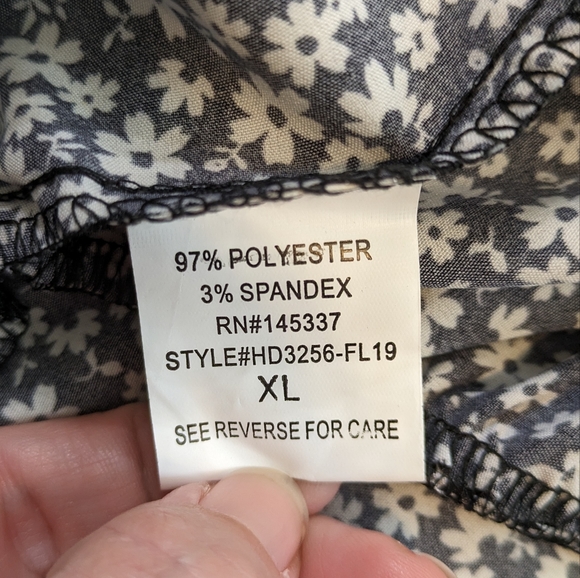 97% POLYESTER
3% SPANDEX
RN#145337
STYLE#HD3256-FL19
XL
SEE REVERSE FOR CARE